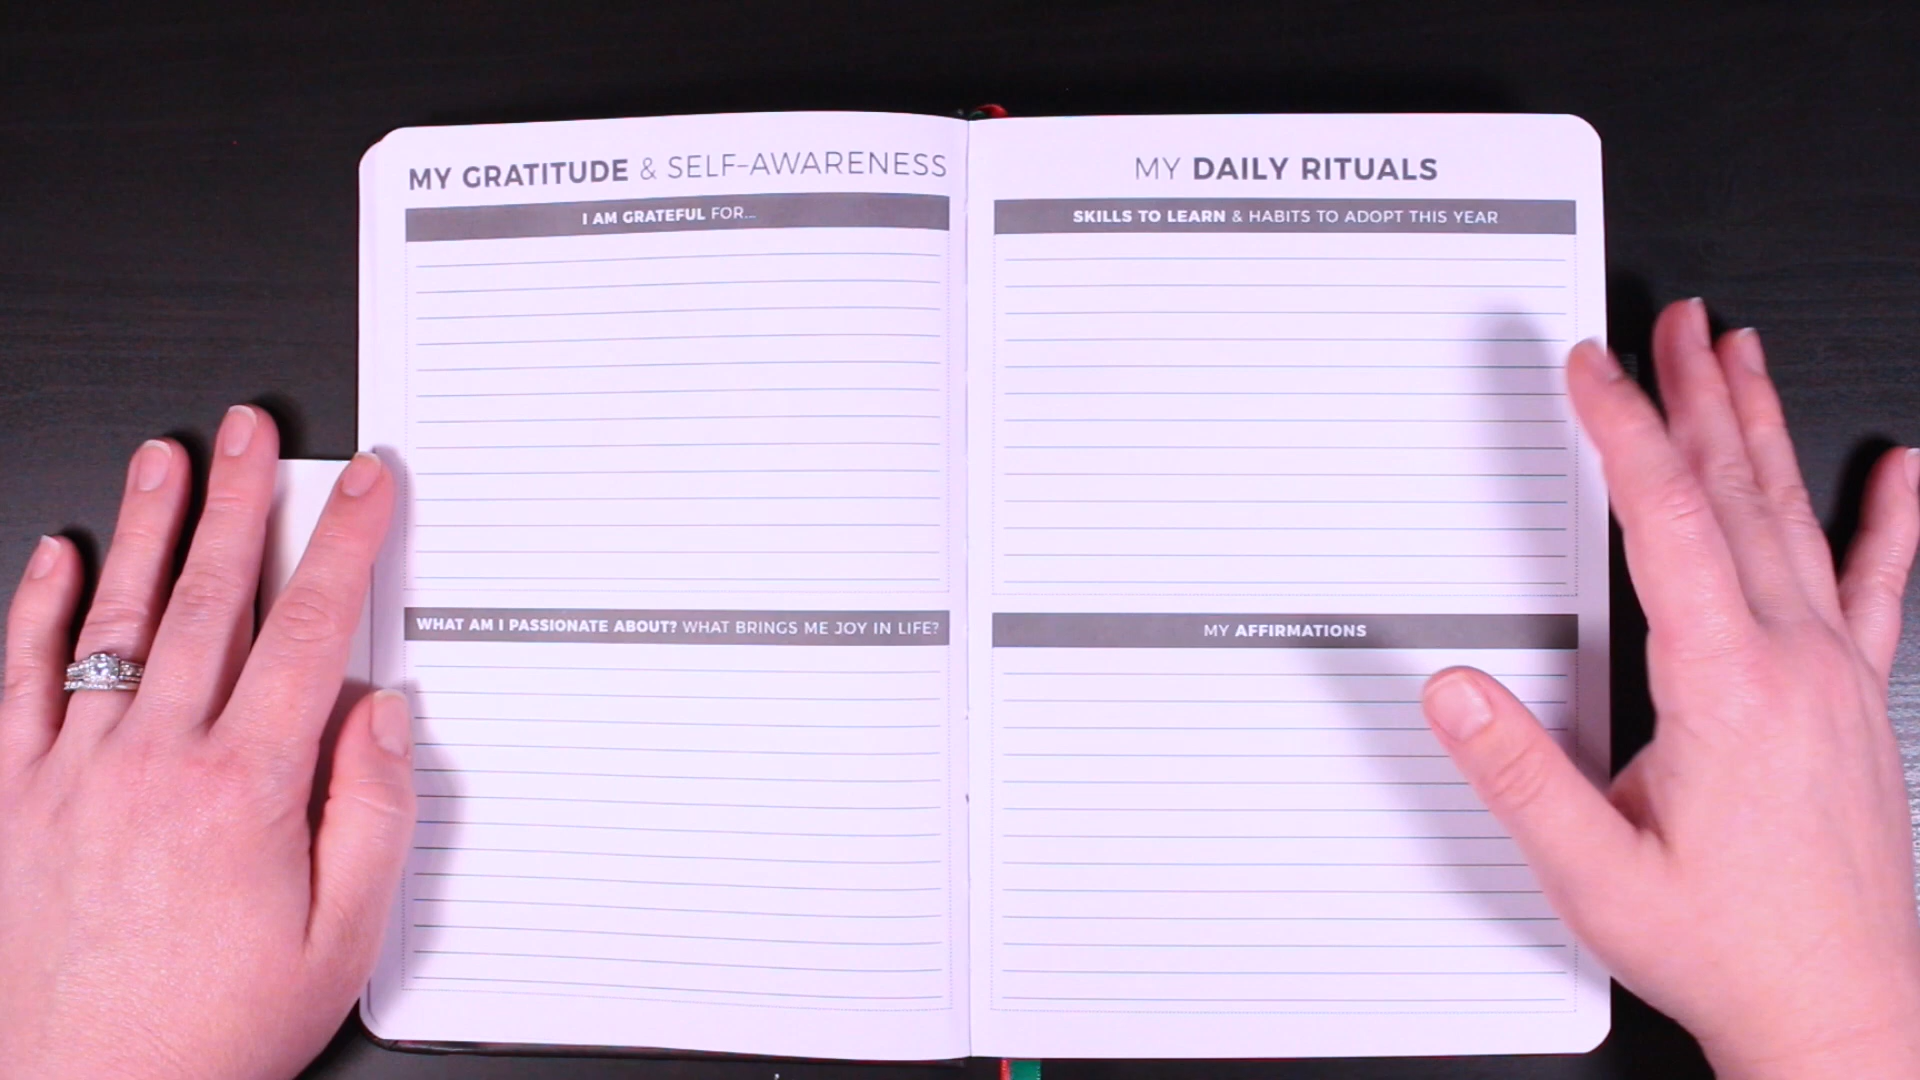 MY GRATITUDE & SELF-AWARENESS
I AM GRATEFUL FOR...
WHAT AM I PASSIONATE ABOUT? WHAT BRINGS ME JOY IN LIFE?
MY DAILY RITUALS
SKILLS TO LEARN & HABITS TO ADOPT THIS YEAR
MY AFFIRMATIONS